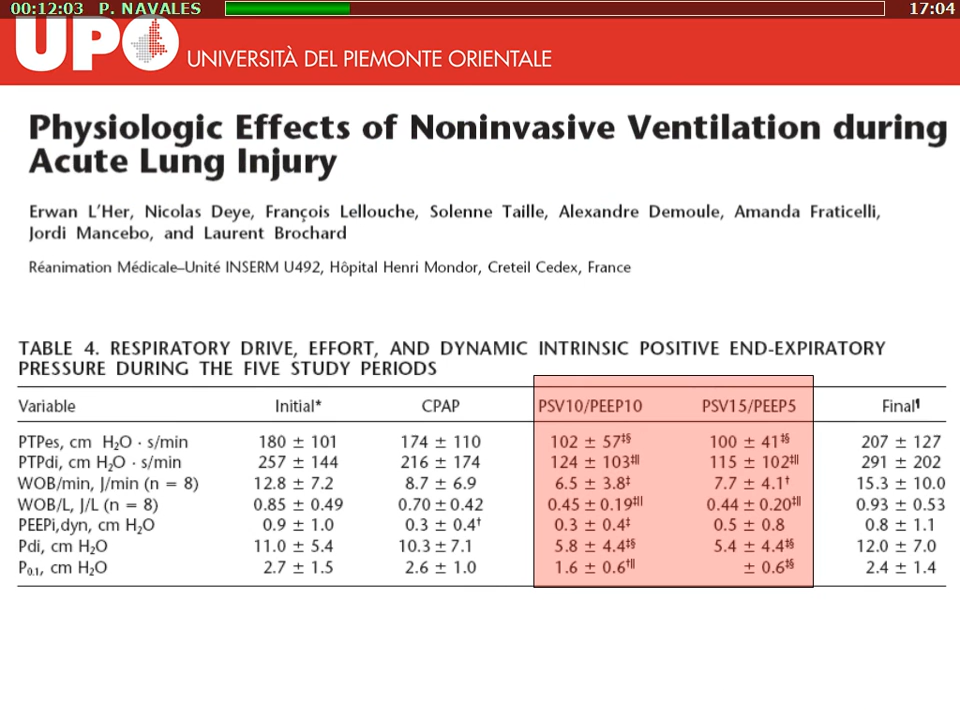 00:12:03 P. NAVALES 17:04
UPO UNIVERSITÀ DEL PIEMONTE ORIENTALE
Physiologic Effects of Noninvasive Ventilation during
Acute Lung Injury
Erwan L'Her, Nicolas Deye, François Lellouche, Solenne Taille, Alexandre Demoule, Amanda Fraticelli,
Jordi Mancebo, and Laurent Brochard
Réanimation Médicale–Unité INSERM U492, Hôpital Henri Mondor, Creteil Cedex, France
TABLE 4. RESPIRATORY DRIVE, EFFORT, AND DYNAMIC INTRINSIC POSITIVE END-EXPIRATORY
PRESSURE DURING THE FIVE STUDY PERIODS
Variable Initial* CPAP PSV10/PEEP10 PSV15/PEEP5 Final¶
PTPes, cm H₂O · s/min 180 ± 101 174 ± 110 102 ± 57‡§ 100 ± 41‡§ 207 ± 127
PTPdi, cm H₂O · s/min 257 ± 144 216 ± 174 124 ± 103‡ǁ 115 ± 102‡ǁ 291 ± 202
WOB/min, J/min (n = 8) 12.8 ± 7.2 8.7 ± 6.9 6.5 ± 3.8‡ 7.7 ± 4.1† 15.3 ± 10.0
WOB/L, J/L (n = 8) 0.85 ± 0.49 0.70 ± 0.42 0.45 ± 0.19‡ǁ 0.44 ± 0.20‡ǁ 0.93 ± 0.53
PEEPi,dyn, cm H₂O 0.9 ± 1.0 0.3 ± 0.4† 0.3 ± 0.4‡ 0.5 ± 0.8 0.8 ± 1.1
Pdi, cm H₂O 11.0 ± 5.4 10.3 ± 7.1 5.8 ± 4.4‡§ 5.4 ± 4.4‡§ 12.0 ± 7.0
P₀.₁, cm H₂O 2.7 ± 1.5 2.6 ± 1.0 1.6 ± 0.6†ǁ ± 0.6‡§ 2.4 ± 1.4